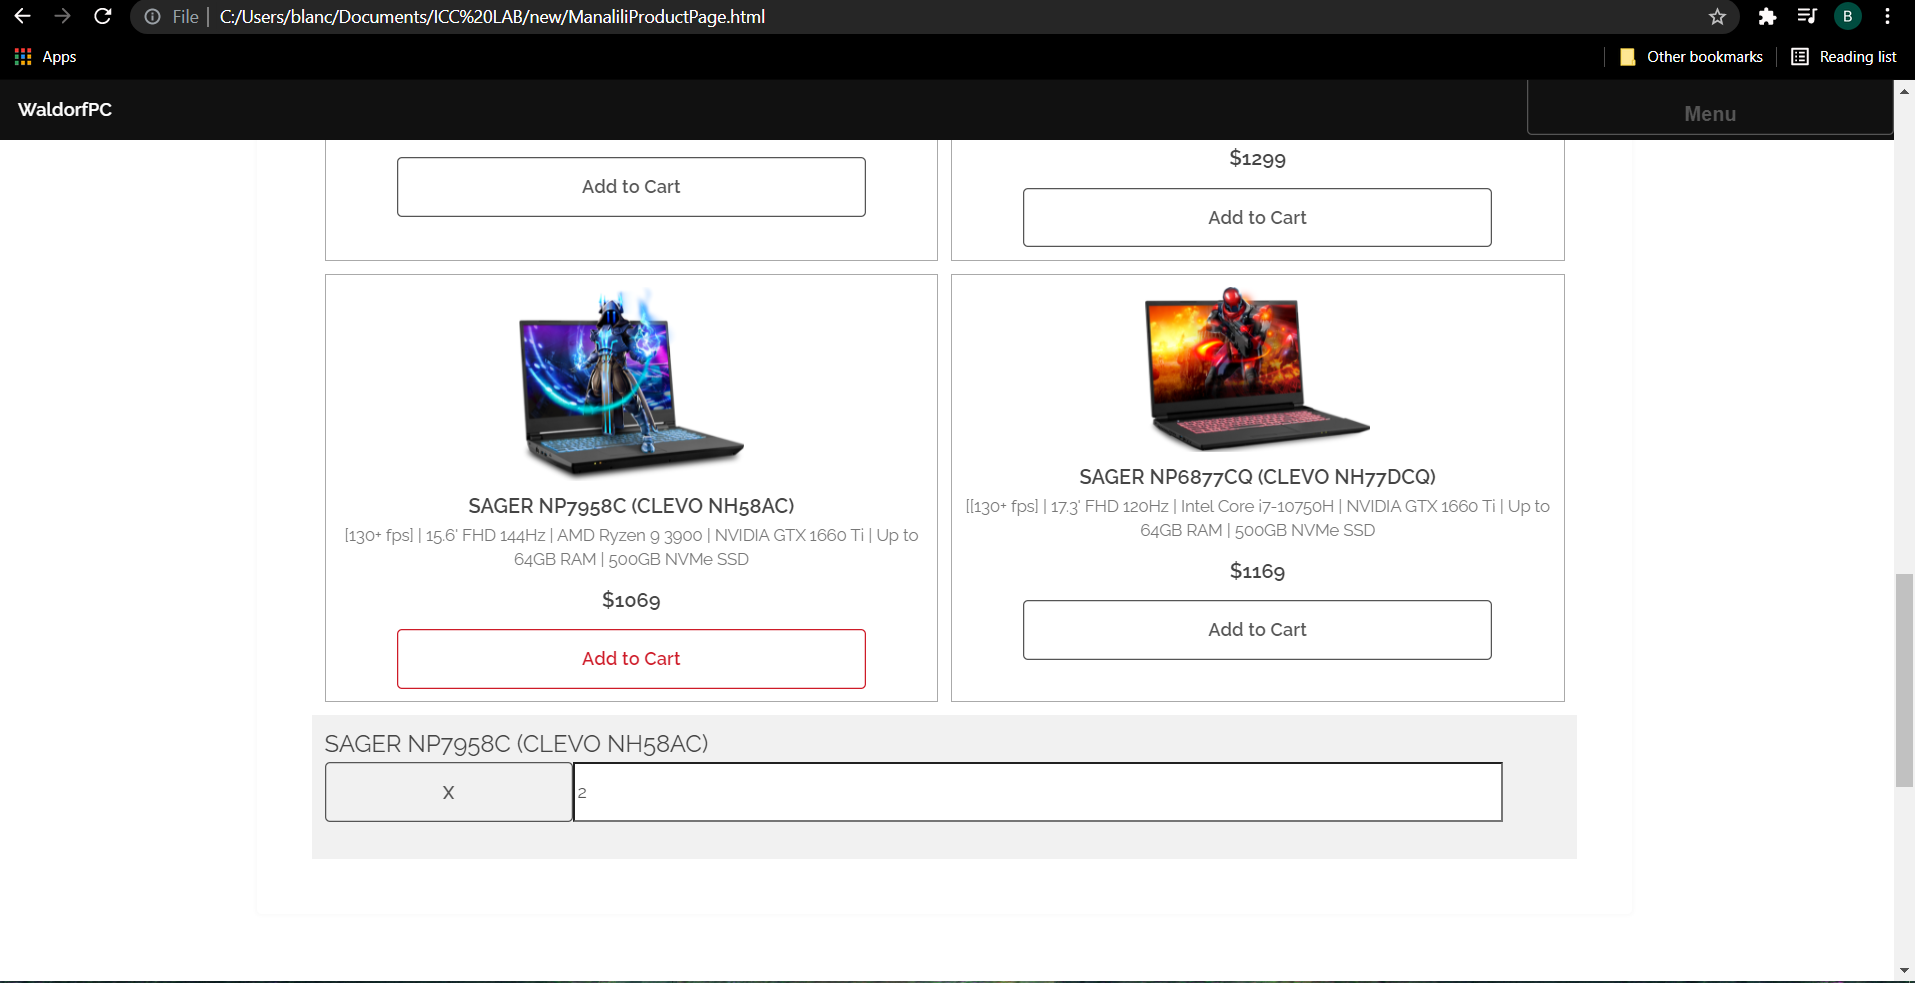 File | C:/Users/blanc/Documents/ICC%20LAB/new/ManaliliProductPage.html
B
Apps
Other bookmarks
Reading list
WaldorfPC
Menu
Add to Cart
$1299
Add to Cart
SAGER NP7958C (CLEVO NH58AC)
[130+ fps] | 15.6' FHD 144Hz | AMD Ryzen 9 3900 | NVIDIA GTX 1660 Ti | Up to
64GB RAM | 500GB NVMe SSD
$1069
Add to Cart
SAGER NP6877CQ (CLEVO NH77DCQ)
[[130+ fps] | 17.3' FHD 120Hz | Intel Core i7-10750H | NVIDIA GTX 1660 Ti | Up to
64GB RAM | 500GB NVMe SSD
$1169
Add to Cart
SAGER NP7958C (CLEVO NH58AC)
X
2